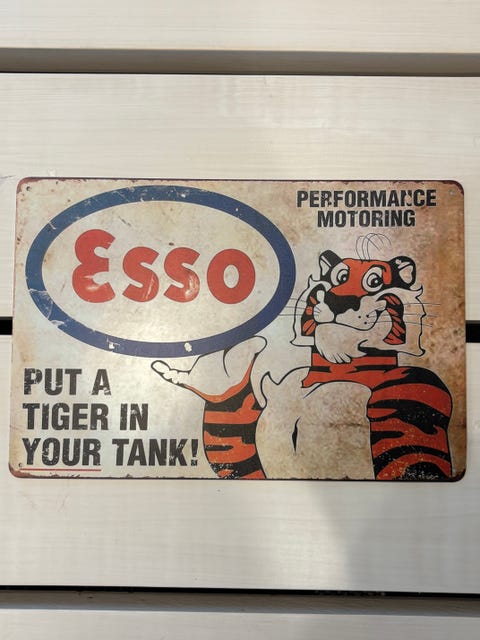 PERFORMANCE
MOTORING
Esso
PUT A
TIGER IN
YOUR TANK!